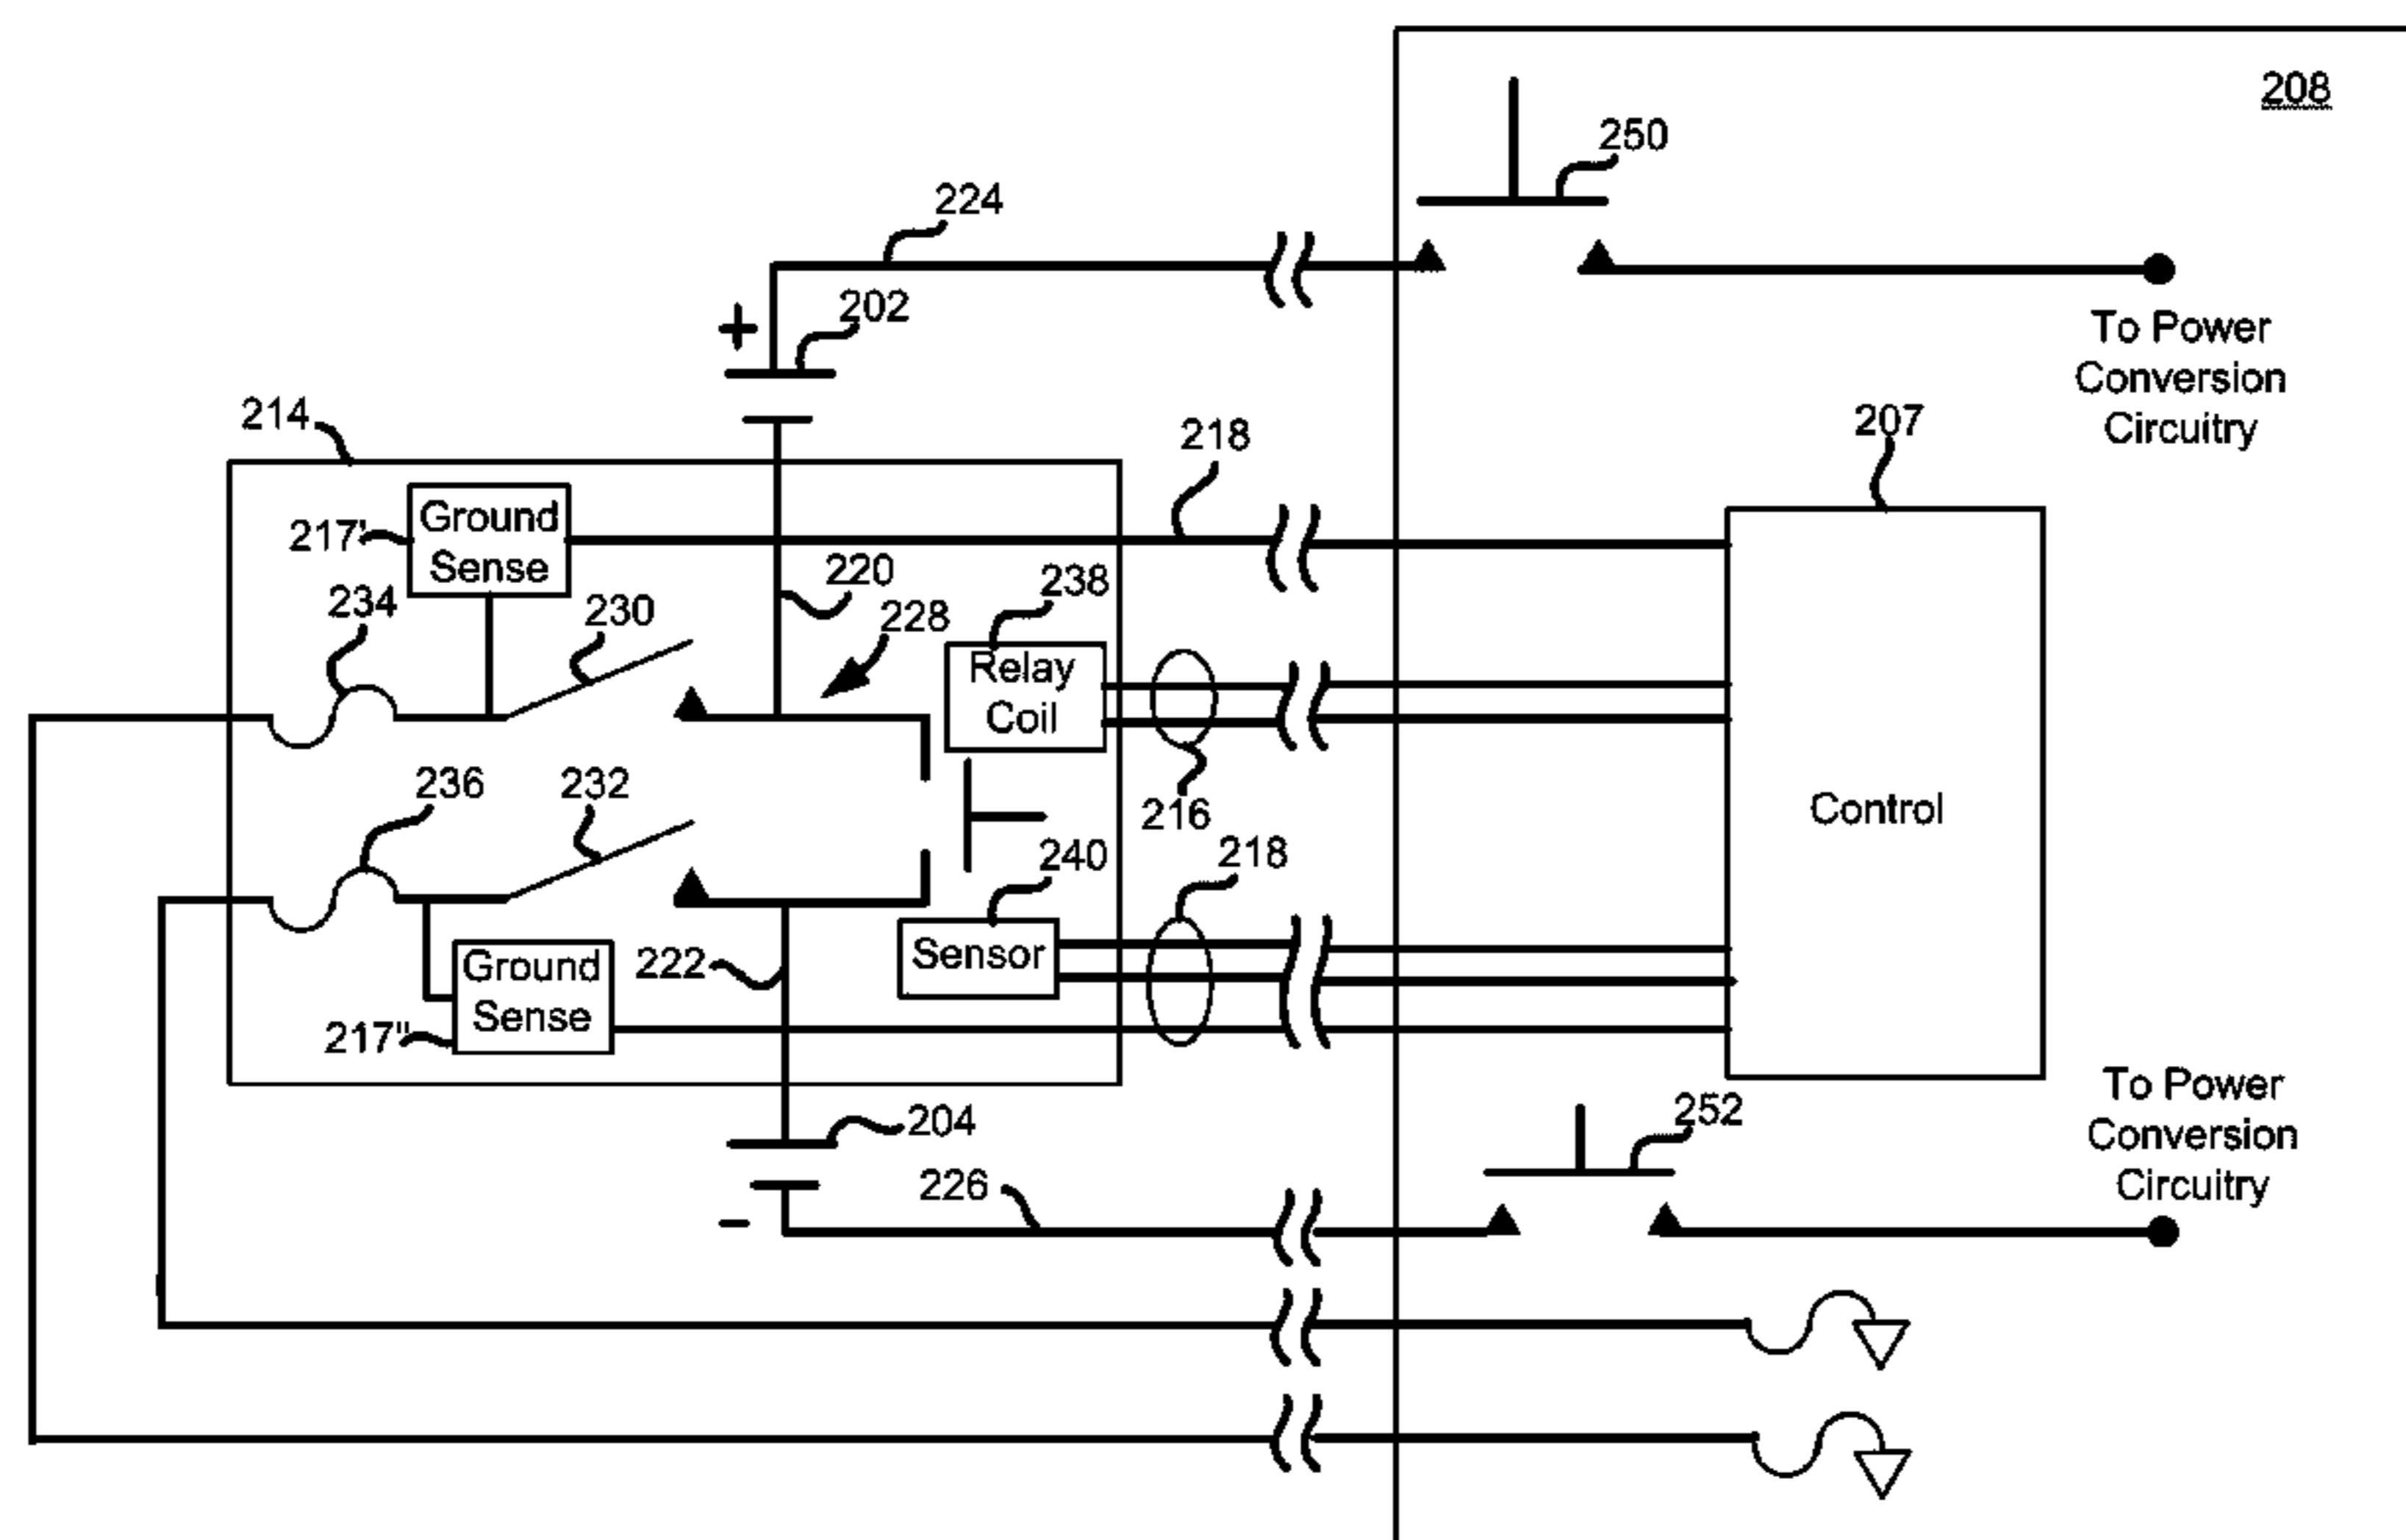 208
250
224
+
202
To Power
Conversion
Circuitry
214
218
207
Ground
Sense
217'
220
238
234
230
228
Relay
Coil
236
232
216
Control
240
218
Ground
Sense
222
Sensor
217"
To Power
Conversion
Circuitry
204
252
226
-